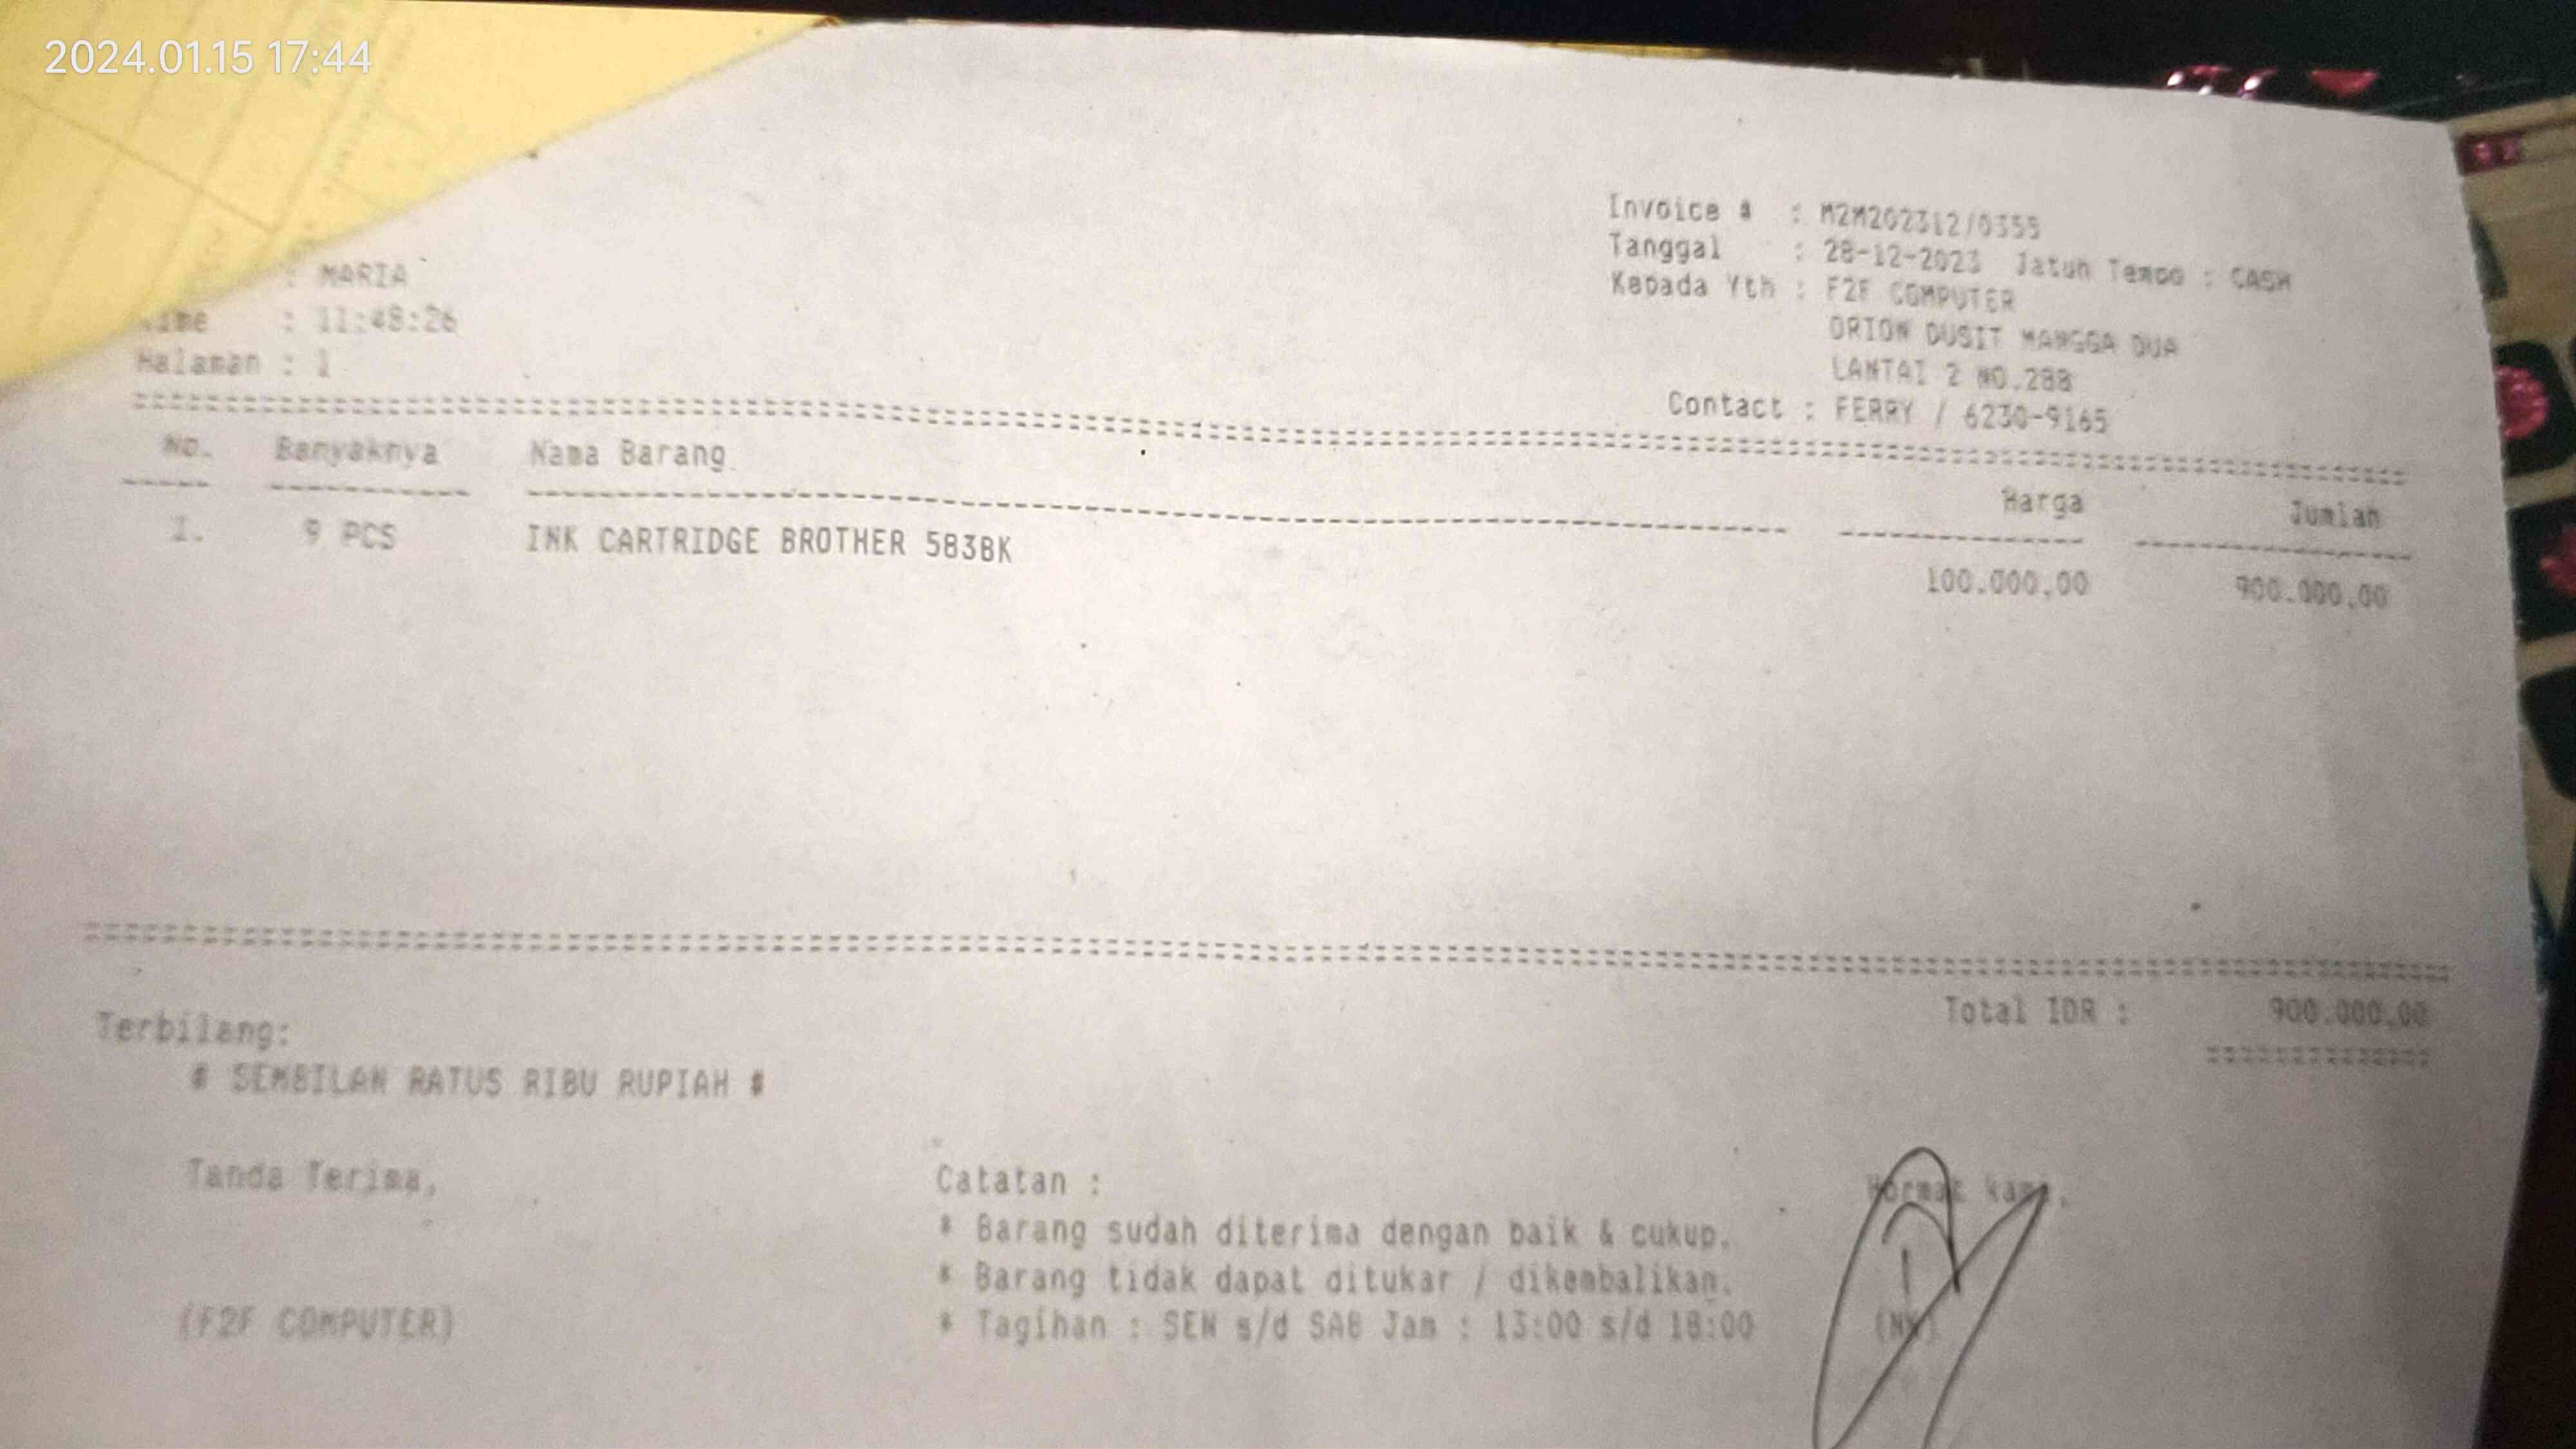 2024.01.15 17:44
Invoice # : M2M202312/0355
Tanggal : 28-12-2023 Jatuh Tempo : CASH
Kepada Yth : F2F COMPUTER
ORION DUSIT MANGGA DUA
LANTAI 2 NO.288
Contact : FERRY / 6230-9165
: MARIA
: 11:48:26
Halaman : 1
No. Banyaknya Nama Barang Harga Jumlah
1. 9 PCS INK CARTRIDGE BROTHER 583BK 100.000,00 900.000,00
Total IDR : 900.000,00
Terbilang:
# SEMBILAN RATUS RIBU RUPIAH #
Tanda Terima,
(F2F COMPUTER)
Catatan :
* Barang sudah diterima dengan baik & cukup.
* Barang tidak dapat ditukar / dikembalikan.
* Tagihan : SEN s/d SAB Jam : 13:00 s/d 18:00
Hormat kami,